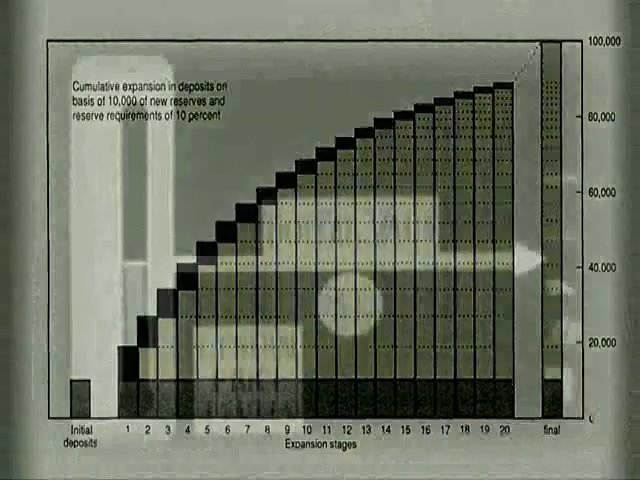 Cumulative expansion in deposits on
basis of 10,000 of new reserves and
reserve requirements of 10 percent
100,000
80,000
60,000
40,000
20,000
Initial
deposits
1 2 3 4 5 6 7 8 9 10 11 12 13 14 15 16 17 18 19 20
final
Expansion stages